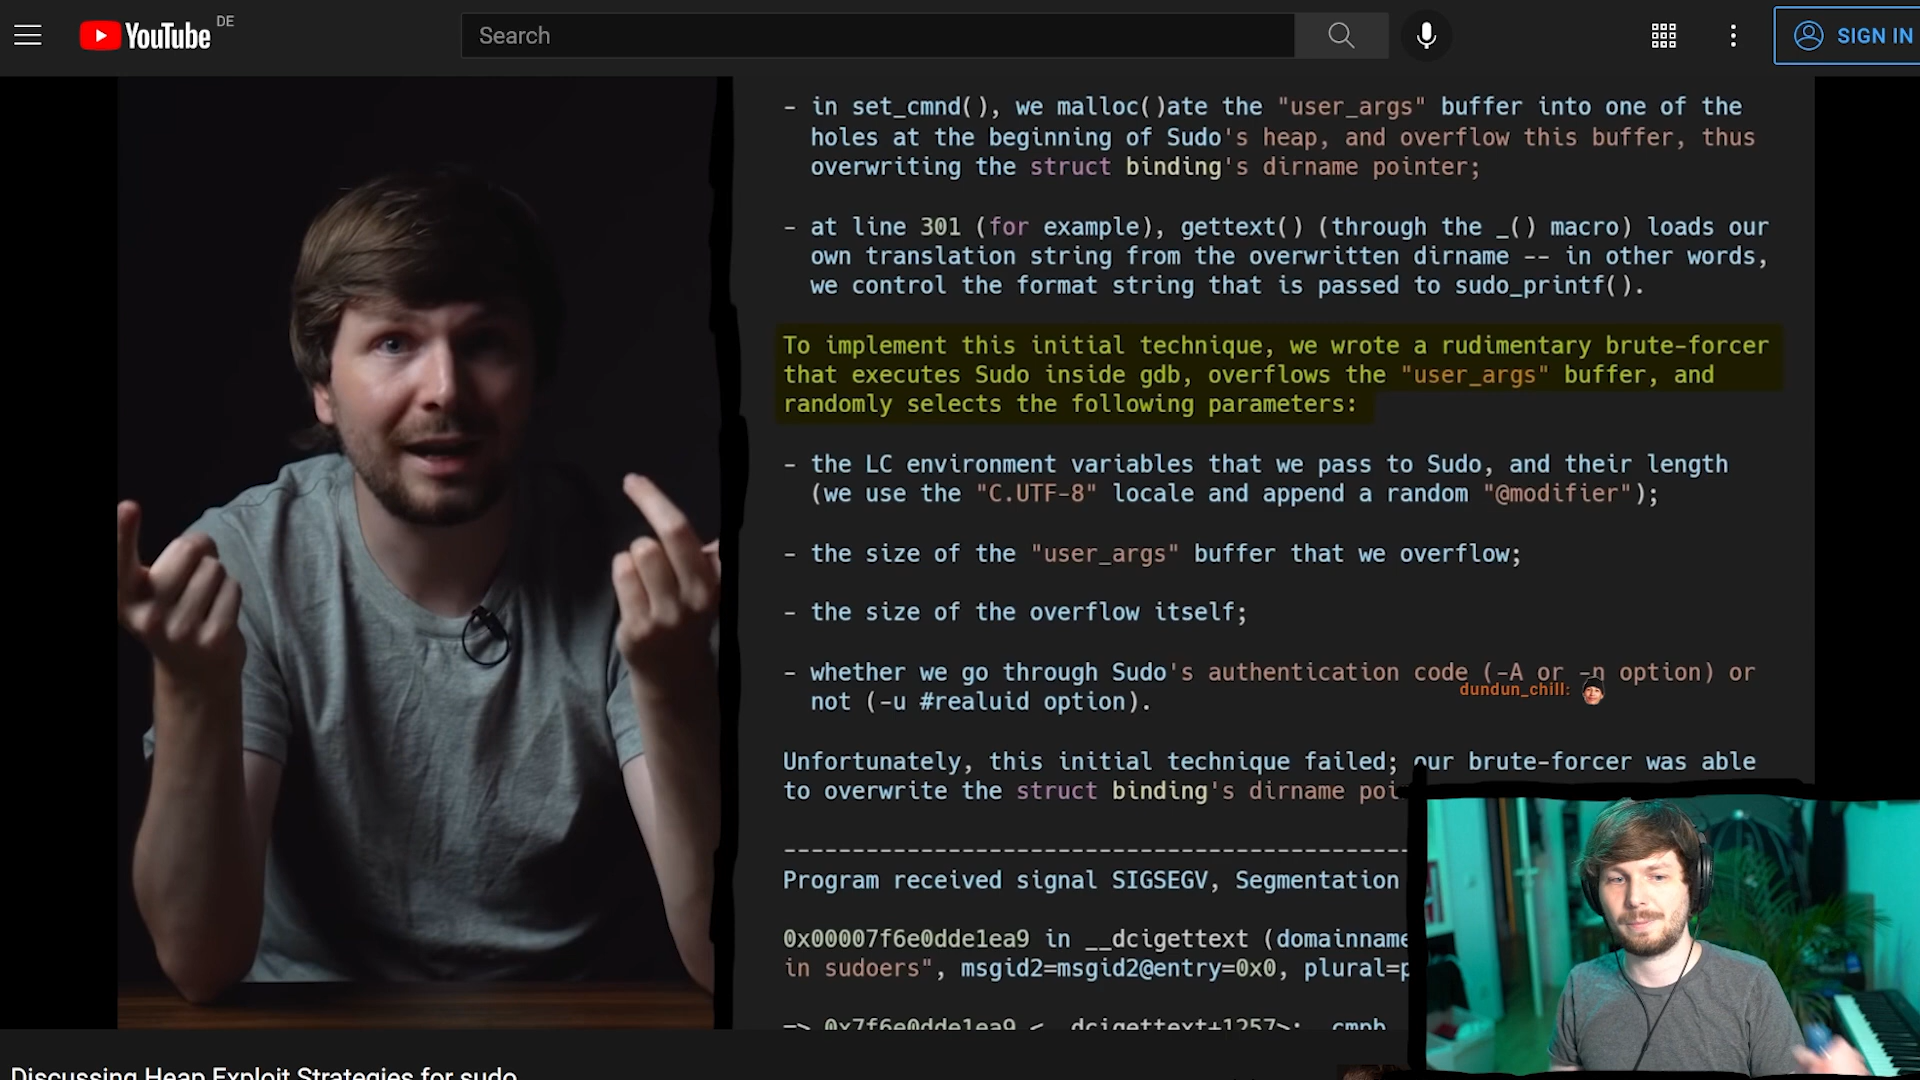 YouTube DE
Search
SIGN IN
- in set_cmnd(), we malloc()ate the "user_args" buffer into one of the
holes at the beginning of Sudo's heap, and overflow this buffer, thus
overwriting the struct binding's dirname pointer;
- at line 301 (for example), gettext() (through the _() macro) loads our
own translation string from the overwritten dirname -- in other words,
we control the format string that is passed to sudo_printf().
To implement this initial technique, we wrote a rudimentary brute-forcer
that executes Sudo inside gdb, overflows the "user_args" buffer, and
randomly selects the following parameters:
- the LC environment variables that we pass to Sudo, and their length
(we use the "C.UTF-8" locale and append a random "@modifier");
- the size of the "user_args" buffer that we overflow;
- the size of the overflow itself;
- whether we go through Sudo's authentication code (-A or -n option) or
dundun_chill:
not (-u #realuid option).
Unfortunately, this initial technique failed; our brute-forcer was able
to overwrite the struct binding's dirname poi
--------------------------------------------------
Program received signal SIGSEGV, Segmentation
0x00007f6e0dde1ea9 in __dcigettext (domainname
in sudoers", msgid2=msgid2@entry=0x0, plural=p
=> 0x7f6e0dde1ea9 <__dcigettext+1257>: cmpb
Discussing Heap Exploit Strategies for sudo